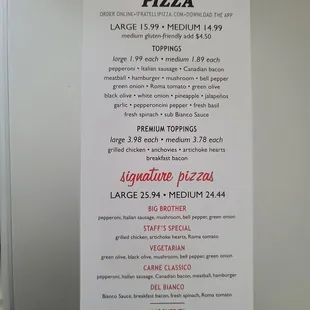 PIZZA
ORDER ONLINE • IFRATELLIPIZZA.COM • DOWNLOAD THE APP
LARGE 15.99 • MEDIUM 14.99
medium gluten-friendly add $4.50
TOPPINGS
large 1.99 each • medium 1.89 each
pepperoni • Italian sausage • Canadian bacon
meatball • hamburger • mushroom • bell pepper
green onion • Roma tomato • green olive
black olive • white onion • pineapple • jalapeños
garlic • pepperoncini pepper • fresh basil
fresh spinach • sub Bianco Sauce
PREMIUM TOPPINGS
large 3.98 each • medium 3.78 each
grilled chicken • anchovies • artichoke hearts
breakfast bacon
signature pizzas
LARGE 25.94 • MEDIUM 24.44
BIG BROTHER
pepperoni, Italian sausage, mushroom, bell pepper, green onion
STAFF'S SPECIAL
grilled chicken, artichoke hearts, Roma tomato
VEGETARIAN
green olive, black olive, mushroom, bell pepper, green onion
CARNE CLASSICO
pepperoni, Italian sausage, Canadian bacon, meatball, hamburger
DEL BIANCO
Bianco Sauce, breakfast bacon, fresh spinach, Roma tomato